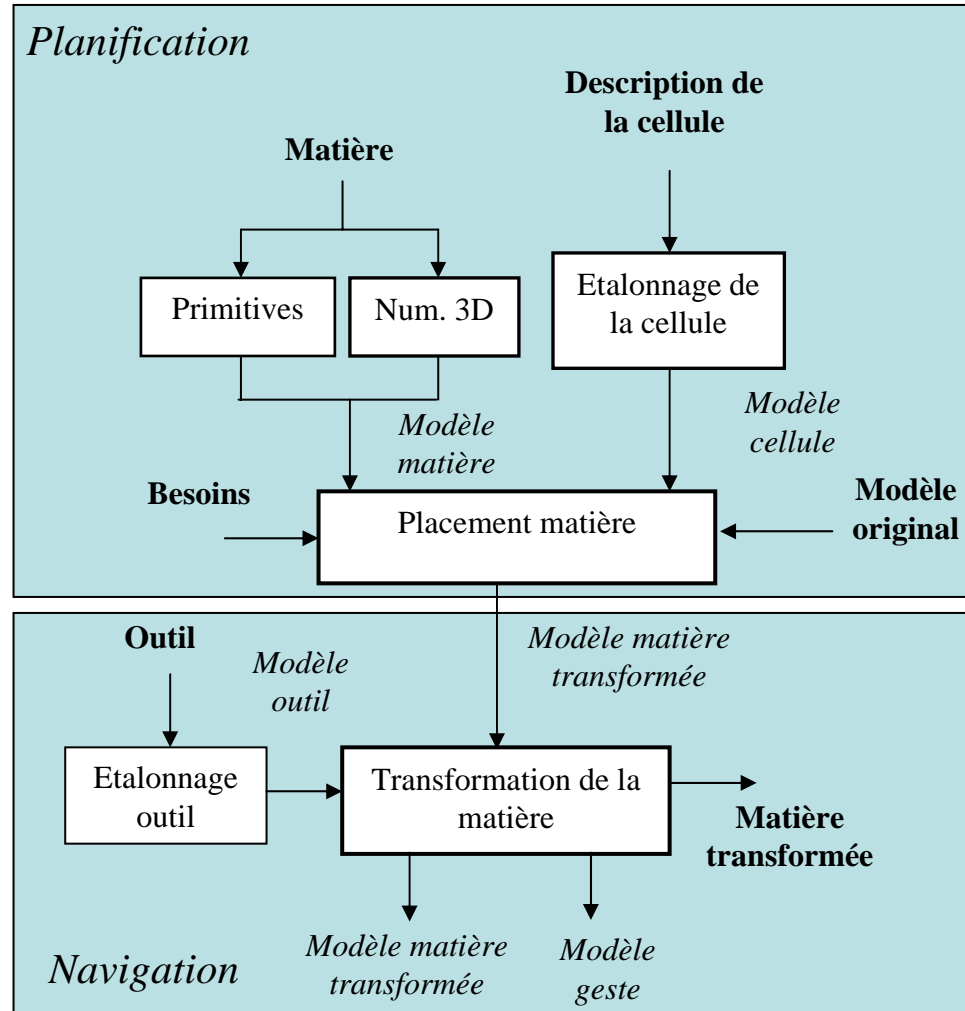 Planification
Description de
la cellule
Matière
Primitives
Num. 3D
Etalonnage de
la cellule
Modèle
matière
Modèle
cellule
Besoins
Placement matière
Modèle
original
Outil
Modèle
outil
Modèle matière
transformée
Etalonnage
outil
Transformation de la
matière
Matière
transformée
Modèle matière
transformée
Modèle
geste
Navigation